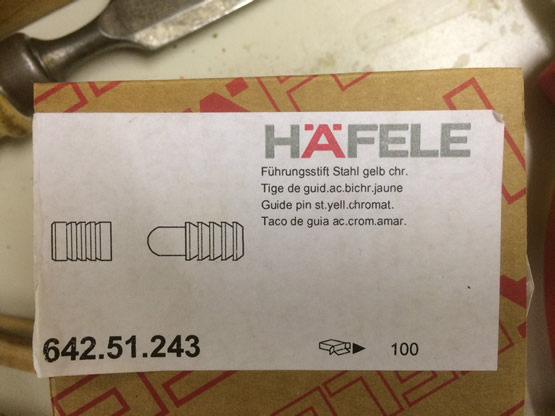 HÄFELE
Führungsstift Stahl gelb chr.
Tige de guid.ac.bichr.jaune
Guide pin st.yell.chromat.
Taco de guia ac.crom.amar.
642.51.243
100